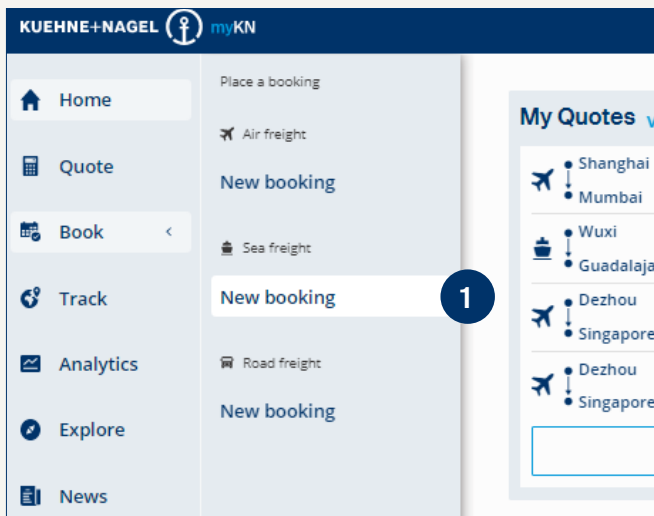 KUEHNE+NAGEL myKN
Home
Quote
Book
Track
Analytics
Explore
News
Place a booking
Air freight
New booking
Sea freight
New booking
1
Road freight
New booking
My Quotes
Shanghai
Mumbai
Wuxi
Guadalaja
Dezhou
Singapore
Dezhou
Singapore